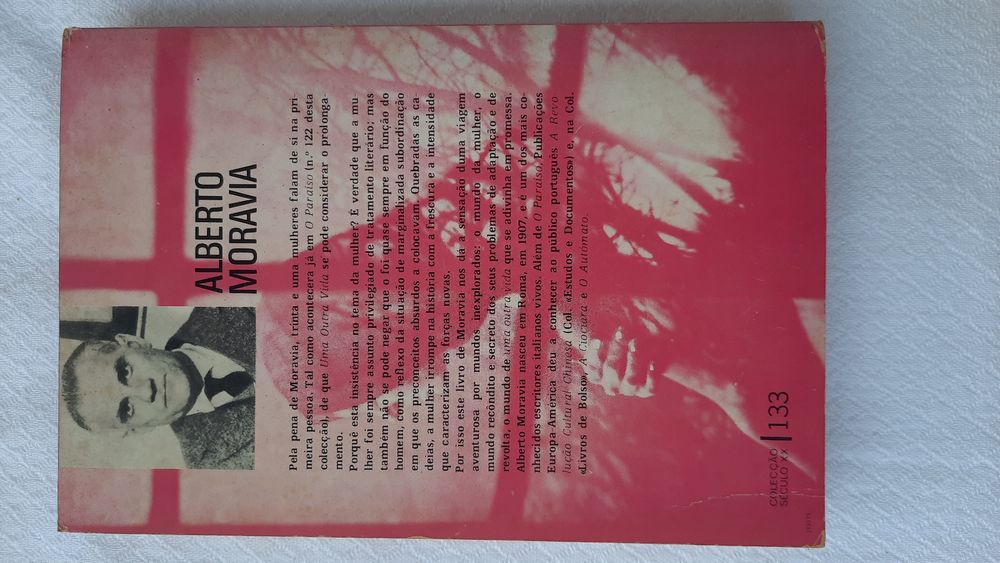 ALBERTO
MORAVIA
Pela pena de Moravia, trinta e uma mulheres falam de si na pri-
meira pessoa. Tal como acontecera já em O Paraíso (n.º 122 desta
colecção), de que Uma Outra Vida se pode considerar o prolonga-
mento.
Porquê esta insistência no tema da mulher? É verdade que a mu-
lher foi sempre assunto privilegiado de tratamento literário; mas
também não se pode negar que o foi quase sempre em função do
homem, como reflexo da situação de marginalizada subordinação
em que os preconceitos absurdos a colocavam. Quebradas as ca-
deias, a mulher irrompe na história com a frescura e a intensidade
que caracterizam as forças novas.
Por isso este livro de Moravia nos dá a sensação duma viagem
aventurosa por mundos inexplorados: o mundo da mulher, o
mundo recôndito e secreto dos seus problemas de adaptação e de
revolta, o mundo de uma outra vida que se adivinha em promessa.
Alberto Moravia nasceu em Roma, em 1907, e é um dos mais co-
nhecidos escritores italianos vivos. Além de O Paraíso, Publicações
Europa-América deu a conhecer ao público português A Revo
lução Cultural Chinesa (Col. «Estudos e Documentos») e, na Col.
«Livros de Bolso», A Ciociara e O Autómato.
COLECÇÃO
SÉCULO XX | 133